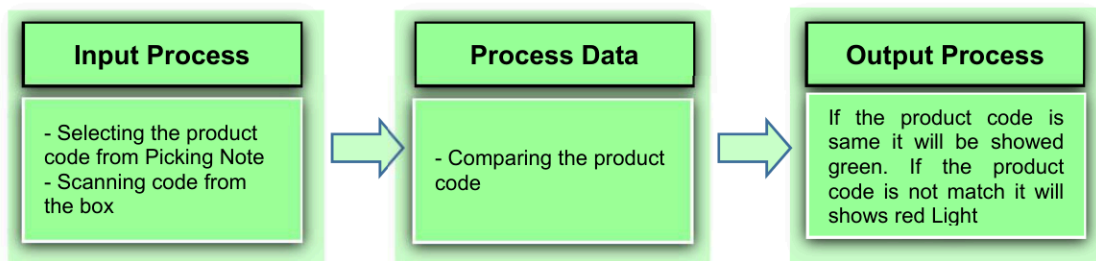 Input Process
- Selecting the product
code from Picking Note
- Scanning code from
the box
Process Data
- Comparing the product
code
Output Process
If the product code is
same it will be showed
green. If the product
code is not match it will
shows red Light